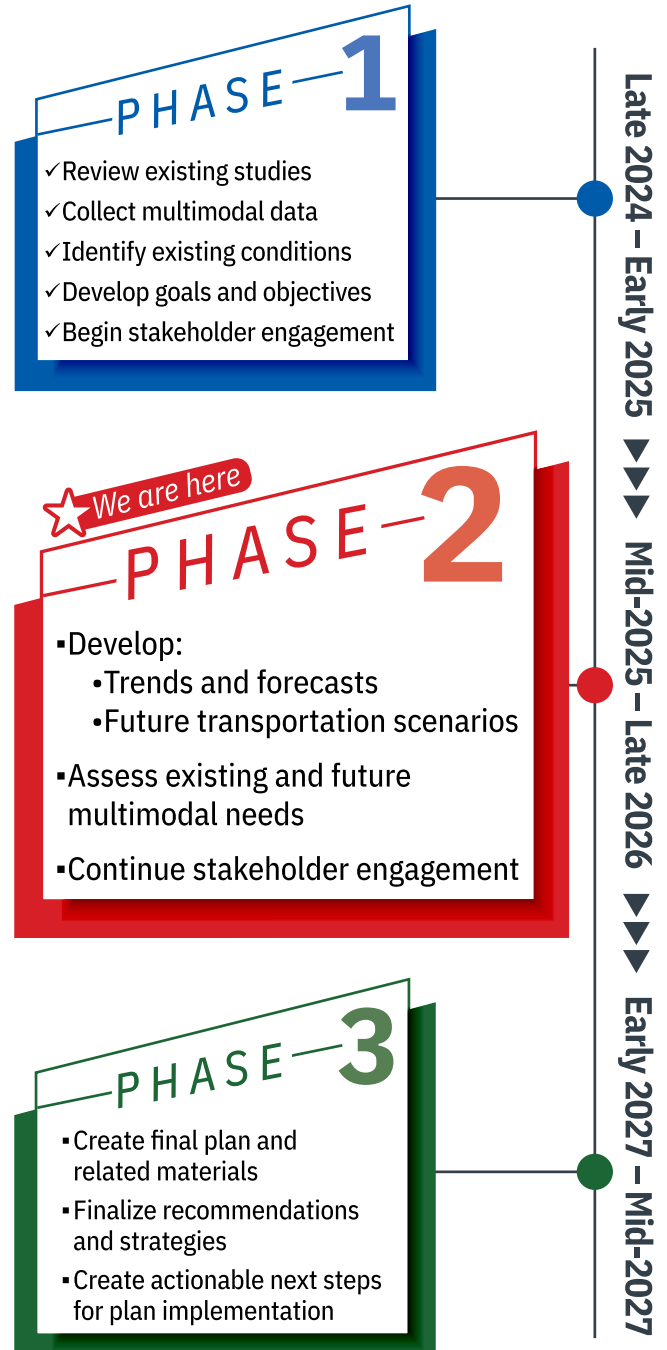 PHASE 1
✓Review existing studies
✓Collect multimodal data
✓Identify existing conditions
✓Develop goals and objectives
✓Begin stakeholder engagement
Late 2024 – Early 2025
We are here
PHASE 2
▪Develop:
•Trends and forecasts
•Future transportation scenarios
▪Assess existing and future
multimodal needs
▪Continue stakeholder engagement
Mid-2025 – Late 2026
PHASE 3
▪Create final plan and
related materials
▪Finalize recommendations
and strategies
▪Create actionable next steps
for plan implementation
Early 2027 – Mid-2027